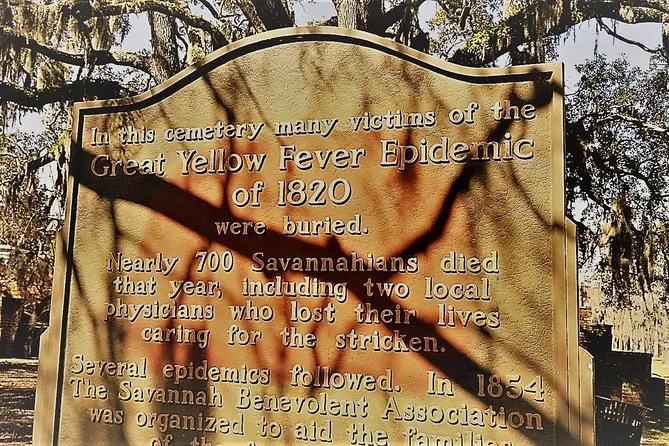 In this cemetery many victims of the
Great Yellow Fever Epidemic
of 1820
were buried.
Nearly 700 Savannahians died
that year, including two local
physicians who lost their lives
caring for the stricken.
Several epidemics followed. In 1854
The Savannah Benevolent Association
was organized to aid the families
of the